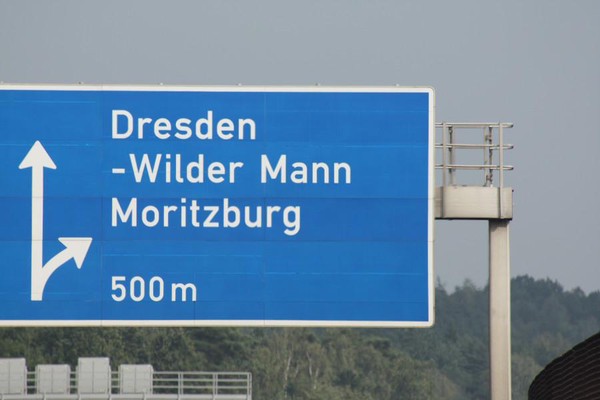 Dresden
-Wilder Mann
Moritzburg
500 m